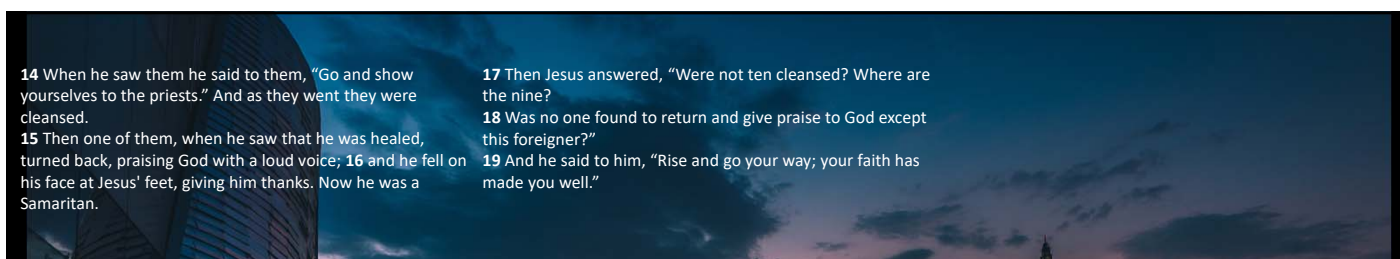 14 When he saw them he said to them, “Go and show
yourselves to the priests.” And as they went they were
cleansed.
15 Then one of them, when he saw that he was healed,
turned back, praising God with a loud voice; 16 and he fell on
his face at Jesus' feet, giving him thanks. Now he was a
Samaritan.
17 Then Jesus answered, “Were not ten cleansed? Where are
the nine?
18 Was no one found to return and give praise to God except
this foreigner?”
19 And he said to him, “Rise and go your way; your faith has
made you well.”